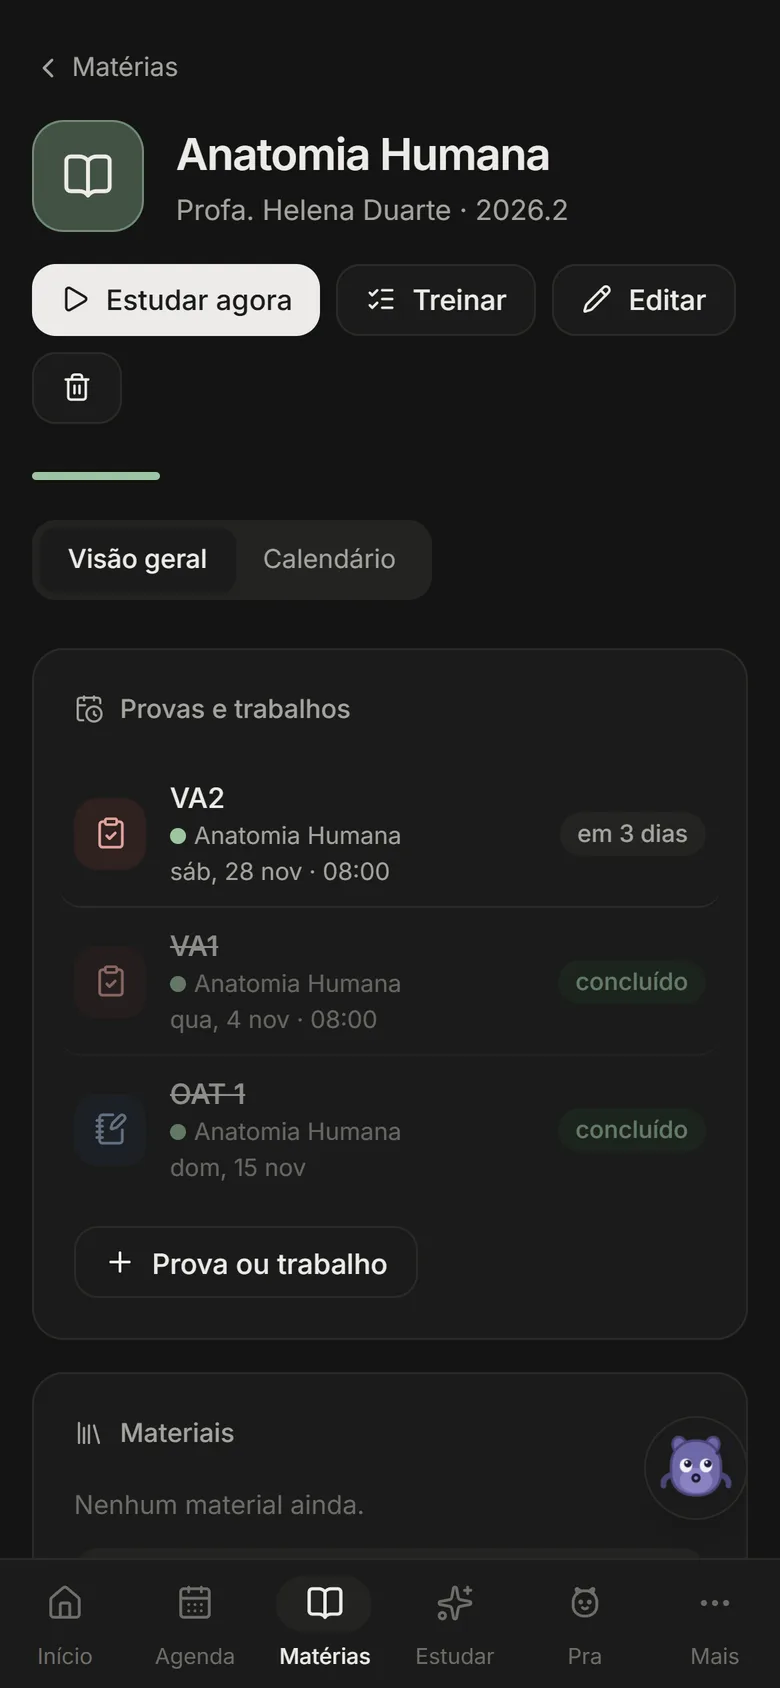 Matérias
Anatomia Humana
Profa. Helena Duarte · 2026.2
Estudar agora
Treinar
Editar
Visão geral
Calendário
Provas e trabalhos
VA2
Anatomia Humana
sáb, 28 nov · 08:00
em 3 dias
VA1
Anatomia Humana
qua, 4 nov · 08:00
concluído
OAT 1
Anatomia Humana
dom, 15 nov
concluído
Prova ou trabalho
Materiais
Nenhum material ainda.
Início
Agenda
Matérias
Estudar
Pra
Mais